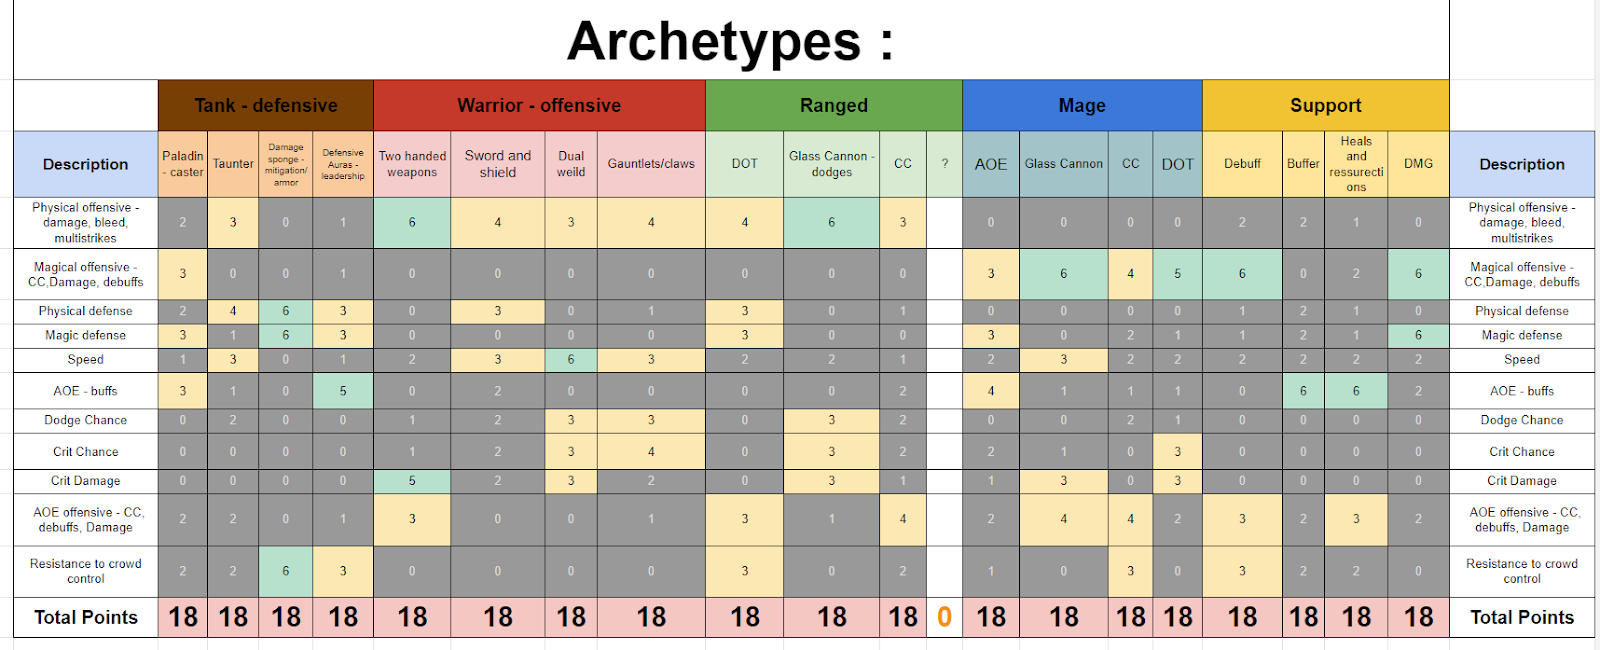 Archetypes :
Tank - defensive Warrior - offensive Ranged Mage Support
Description Paladin - caster Taunter Damage sponge - mitigation/ armor Defensive Auras - leadership Two handed weapons Sword and shield Dual weild Gauntlets/claws DOT Glass Cannon - dodges CC ? AOE Glass Cannon CC DOT Debuff Buffer Heals and ressurecti ons DMG Description
Physical offensive - damage, bleed, multistrikes 2 3 0 1 6 4 3 4 4 6 3 0 0 0 0 2 2 1 0 Physical offensive - damage, bleed, multistrikes
Magical offensive - CC,Damage, debuffs 3 0 0 1 0 0 0 0 0 0 0 3 6 4 5 6 0 2 6 Magical offensive - CC,Damage, debuffs
Physical defense 2 4 6 3 0 3 0 1 3 0 1 0 0 0 0 1 2 1 0 Physical defense
Magic defense 3 1 6 3 0 0 0 0 3 0 0 3 0 2 1 1 2 1 6 Magic defense
Speed 1 3 0 1 2 3 6 3 2 2 1 2 3 2 2 2 2 2 2 Speed
AOE - buffs 3 1 0 5 0 2 0 0 0 0 2 4 1 1 1 0 6 6 2 AOE - buffs
Dodge Chance 0 2 0 0 1 2 3 3 0 3 2 0 0 2 1 0 0 0 0 Dodge Chance
Crit Chance 0 0 0 0 1 2 3 4 0 3 2 2 1 0 3 0 0 0 0 Crit Chance
Crit Damage 0 0 0 0 5 2 3 2 0 3 1 1 3 0 3 0 0 0 0 Crit Damage
AOE offensive - CC, debuffs, Damage 2 2 0 1 3 0 0 1 3 1 4 2 4 4 2 3 2 3 2 AOE offensive - CC, debuffs, Damage
Resistance to crowd control 2 2 6 3 0 0 0 0 3 0 2 1 0 3 0 3 2 2 0 Resistance to crowd control
Total Points 18 18 18 18 18 18 18 18 18 18 18 0 18 18 18 18 18 18 18 18 Total Points